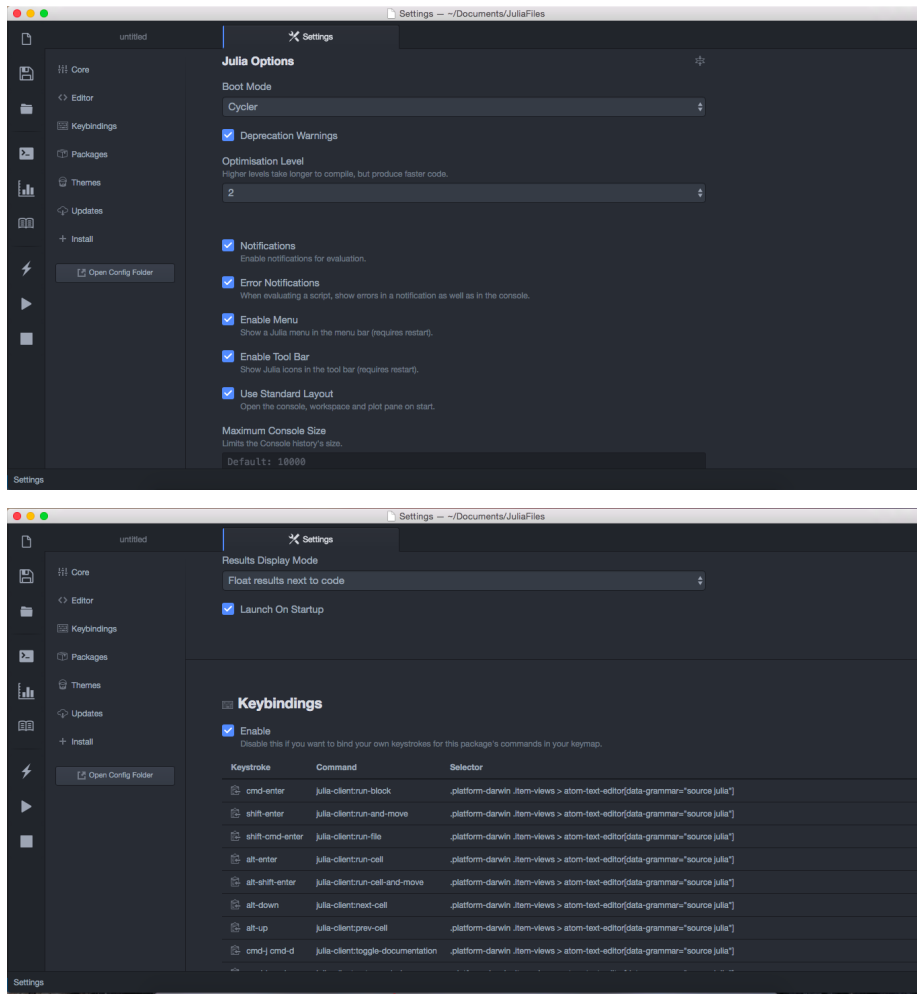 Settings — ~/Documents/JuliaFiles
untitled
Settings
Core
Editor
Keybindings
Packages
Themes
Updates
Install
Open Config Folder
Julia Options
Boot Mode
Cycler
Deprecation Warnings
Optimisation Level
Higher levels take longer to compile, but produce faster code.
2
Notifications
Enable notifications for evaluation.
Error Notifications
When evaluating a script, show errors in a notification as well as in the console.
Enable Menu
Show a Julia menu in the menu bar (requires restart).
Enable Tool Bar
Show Julia icons in the tool bar (requires restart).
Use Standard Layout
Open the console, workspace and plot pane on start.
Maximum Console Size
Limits the Console history's size.
Default: 10000
Settings
Settings — ~/Documents/JuliaFiles
untitled
Settings
Core
Editor
Keybindings
Packages
Themes
Updates
Install
Open Config Folder
Results Display Mode
Float results next to code
Launch On Startup
Keybindings
Enable
Disable this if you want to bind your own keystrokes for this package's commands in your keymap.
Keystroke Command Selector
cmd-enter julia-client:run-block .platform-darwin .item-views > atom-text-editor[data-grammar="source julia"]
shift-enter julia-client:run-and-move .platform-darwin .item-views > atom-text-editor[data-grammar="source julia"]
shift-cmd-enter julia-client:run-file .platform-darwin .item-views > atom-text-editor[data-grammar="source julia"]
alt-enter julia-client:run-cell .platform-darwin .item-views > atom-text-editor[data-grammar="source julia"]
alt-shift-enter julia-client:run-cell-and-move .platform-darwin .item-views > atom-text-editor[data-grammar="source julia"]
alt-down julia-client:next-cell .platform-darwin .item-views > atom-text-editor[data-grammar="source julia"]
alt-up julia-client:prev-cell .platform-darwin .item-views > atom-text-editor[data-grammar="source julia"]
cmd-j cmd-d julia-client:toggle-documentation .platform-darwin .item-views > atom-text-editor[data-grammar="source julia"]
Settings